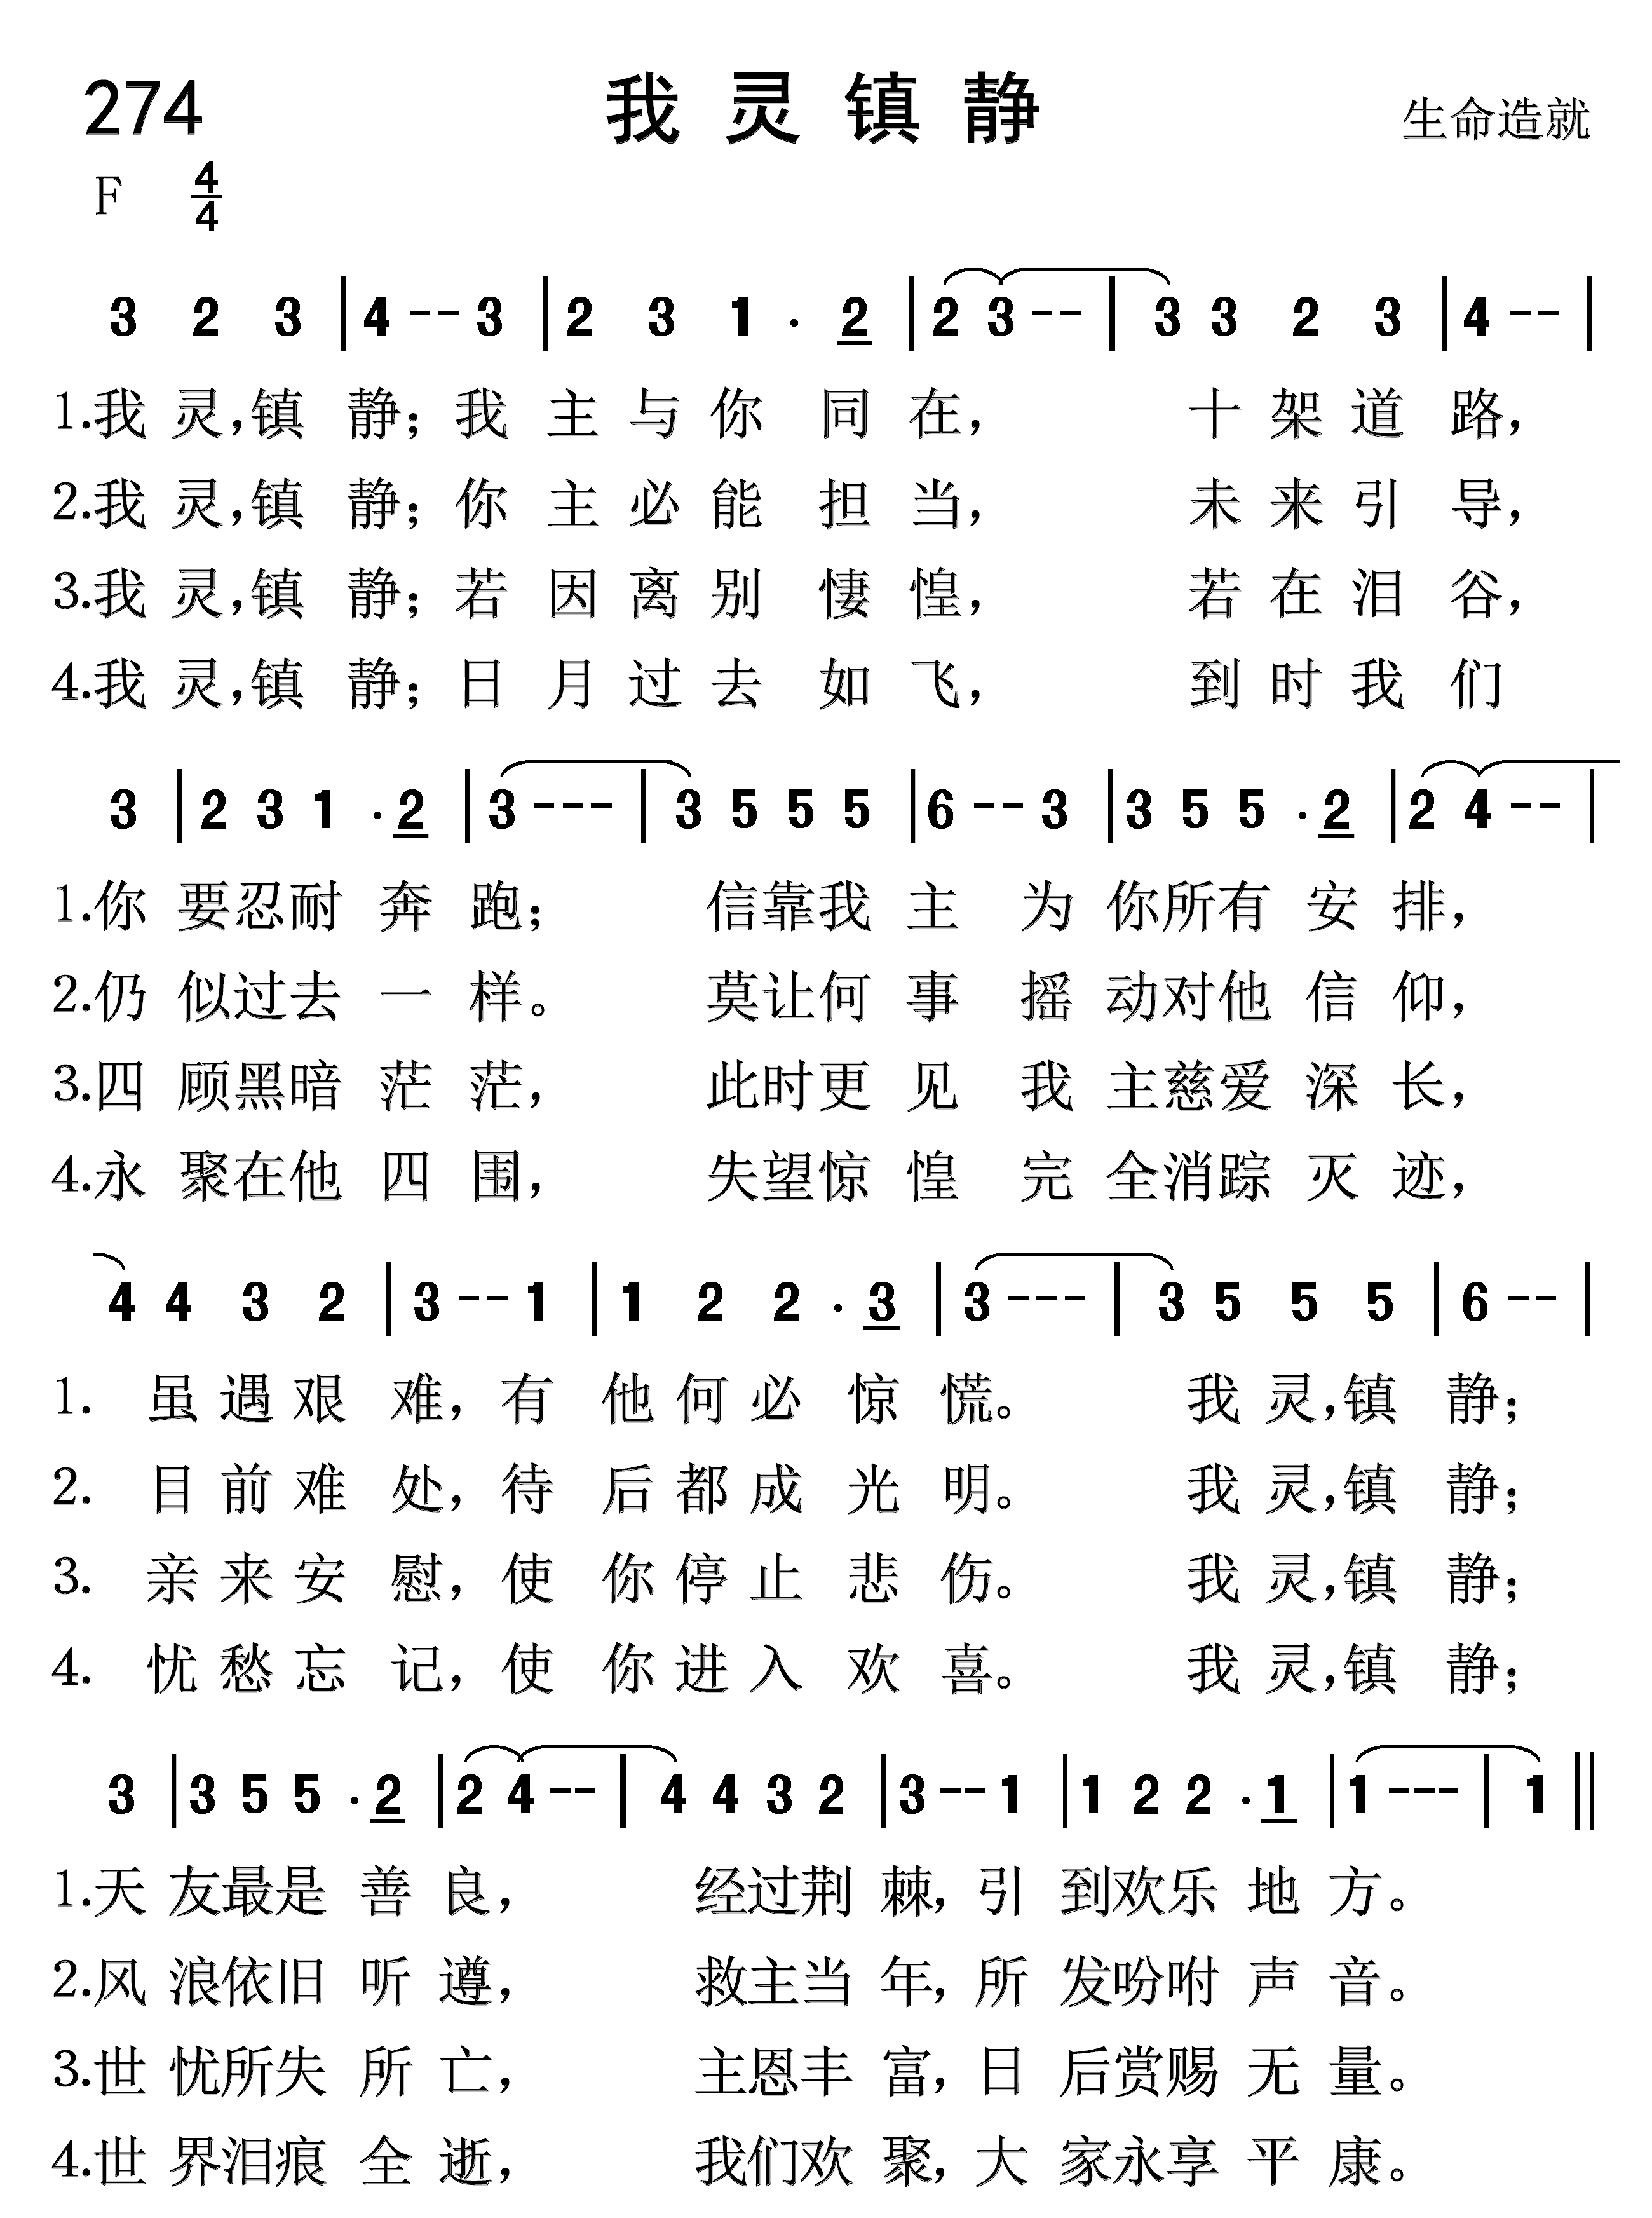 274 我灵镇静 生命造就
F 4/4
3 2 3 | 4 - - 3 | 2 3 1 . 2 | 2 3 - - | 3 3 2 3 | 4 - - |
1.我灵，镇静；我主与你同在，十架道路，
2.我灵，镇静；你主必能担当，未来引导，
3.我灵，镇静；若因离别悽惶，若在泪谷，
4.我灵，镇静；日月过去如飞，到时我们
3 | 2 3 1 . 2 | 3 - - - | 3 5 5 5 | 6 - - 3 | 3 5 5 . 2 | 2 4 - - |
1.你要忍耐奔跑；信靠我主为你所有安排，
2.仍似过去一样。莫让何事摇动对他信仰，
3.四顾黑暗茫茫，此时更见我主慈爱深长，
4.永聚在他四围，失望惊惶完全消踪灭迹，
4 4 3 2 | 3 - - 1 | 1 2 2 . 3 | 3 - - - | 3 5 5 5 | 6 - - |
1. 虽遇艰难，有他何必惊慌。我灵，镇静；
2. 目前难处，待后都成光明。我灵，镇静；
3. 亲来安慰，使你停止悲伤。我灵，镇静；
4. 忧愁忘记，使你进入欢喜。我灵，镇静；
3 | 3 5 5 . 2 | 2 4 - - | 4 4 3 2 | 3 - - 1 | 1 2 2 . 1 | 1 - - - | 1 ||
1.天友最是善良，经过荆棘，引到欢乐地方。
2.风浪依旧听遵，救主当年，所发吩咐声音。
3.世忧所失所亡，主恩丰富，日后赏赐无量。
4.世界泪痕全逝，我们欢聚，大家永享平康。